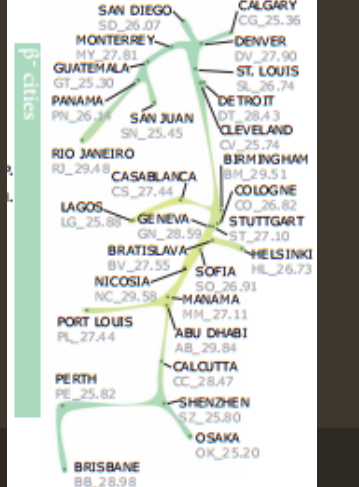 β⁻ cities
SAN DIEGO
SD_26.07
CALGARY
CG_25.36
MONTERREY
MY_27.81
DENVER
DV_27.90
GUATEMALA
GT_25.30
ST. LOUIS
SL_26.74
PANAMA
PN_26.14
SAN JUAN
SN_25.45
DETROIT
DT_28.43
CLEVELAND
CV_25.74
RIO JANEIRO
RJ_29.48
BIRMINGHAM
BM_29.51
CASABLANCA
CS_27.44
COLOGNE
CO_26.82
LAGOS
LG_25.88
GENEVA
GN_28.59
STUTTGART
ST_27.10
BRATISLAVA
BV_27.55
HELSINKI
HL_26.73
SOFIA
SO_26.91
NICOSIA
NC_29.58
MANAMA
MM_27.11
PORT LOUIS
PL_27.44
ABU DHABI
AB_29.84
CALCUTTA
CC_28.47
PERTH
PE_25.82
SHENZHEN
SZ_25.80
OSAKA
OK_25.20
BRISBANE
BB_28.98